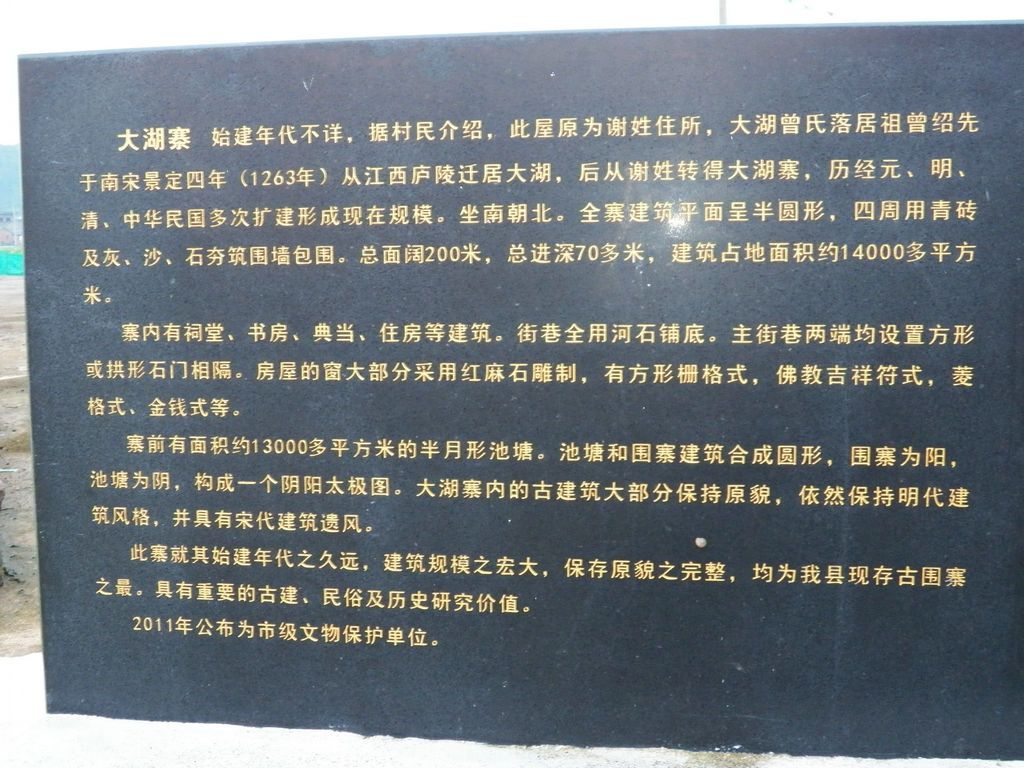 大湖寨 始建年代不详，据村民介绍，此屋原为谢姓住所，大湖曾氏落居祖曾绍先
于南宋景定四年（1263年）从江西庐陵迁居大湖，后从谢姓转得大湖寨，历经元、明、
清、中华民国多次扩建形成现在规模。坐南朝北。全寨建筑平面呈半圆形，四周用青砖
及灰、沙、石夯筑围墙包围。总面阔200米，总进深70多米，建筑占地面积约14000多平方
米。
寨内有祠堂、书房、典当、住房等建筑。街巷全用河石铺底。主街巷两端均设置方形
或拱形石门相隔。房屋的窗大部分采用红麻石雕制，有方形栅格式，佛教吉祥符式，菱
格式、金钱式等。
寨前有面积约13000多平方米的半月形池塘。池塘和围寨建筑合成圆形，围寨为阳，
池塘为阴，构成一个阴阳太极图。大湖寨内的古建筑大部分保持原貌，依然保持明代建
筑风格，并具有宋代建筑遗风。
此寨就其始建年代之久远，建筑规模之宏大，保存原貌之完整，均为我县现存古围寨
之最。具有重要的古建、民俗及历史研究价值。
2011年公布为市级文物保护单位。